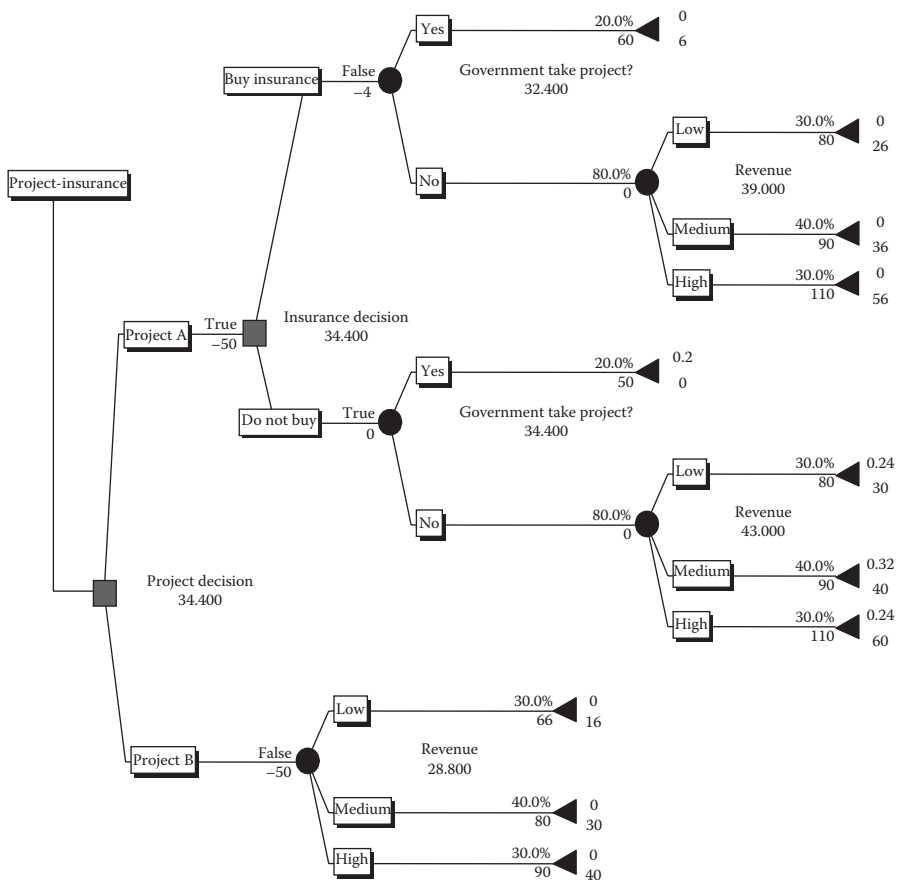 Yes
20.0%
60
0
6
Buy insurance
False
–4
Government take project?
32.400
Low
30.0%
80
0
26
Revenue
39.000
No
80.0%
0
Medium
40.0%
90
0
36
High
30.0%
110
0
56
Project-insurance
Project A
True
–50
Insurance decision
34.400
Yes
20.0%
50
0.2
0
Do not buy
True
0
Government take project?
34.400
Low
30.0%
80
0.24
30
Revenue
43.000
No
80.0%
0
Medium
40.0%
90
0.32
40
High
30.0%
110
0.24
60
Project decision
34.400
Low
30.0%
66
0
16
Project B
False
–50
Revenue
28.800
Medium
40.0%
80
0
30
High
30.0%
90
0
40